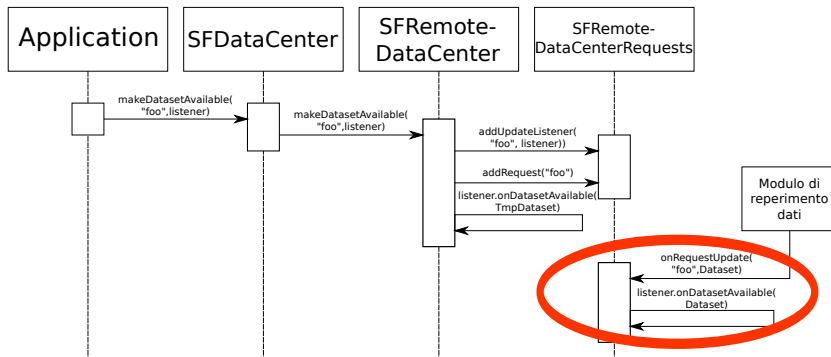 Application
SFDataCenter
SFRemote-
DataCenter
SFRemote-
DataCenterRequests
makeDatasetAvailable(
"foo",listener)
makeDatasetAvailable(
"foo",listener)
addUpdateListener(
"foo", listener))
addRequest("foo")
listener.onDatasetAvailable(
TmpDataset)
Modulo di
reperimento
dati
onRequestUpdate(
"foo",Dataset)
listener.onDatasetAvailable(
Dataset)